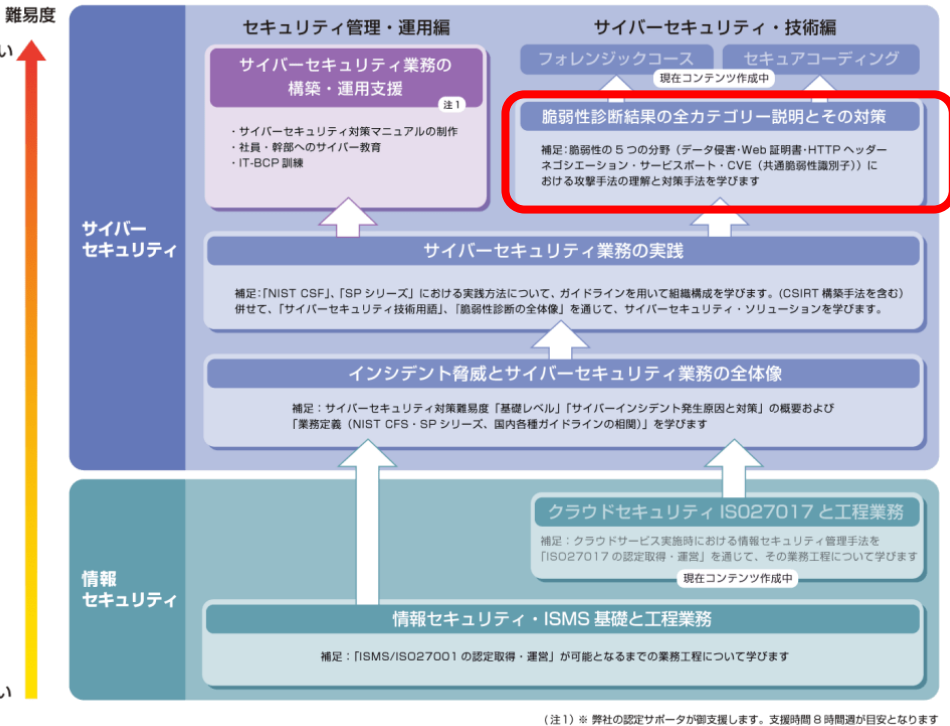 難易度
い
セキュリティ管理・運用編
サイバーセキュリティ・技術編
サイバーセキュリティ業務の
構築・運用支援
注1
・サイバーセキュリティ対策マニュアルの制作
・社員・幹部へのサイバー教育
・IT-BCP 訓練
フォレンジックコース
セキュアコーディング
現在コンテンツ作成中
脆弱性診断結果の全カテゴリー説明とその対策
補足：脆弱性の5つの分野（データ侵害・Web 証明書・HTTP ヘッダー
ネゴシエーション・サービスポート・CVE（共通脆弱性識別子））に
おける攻撃手法の理解と対策手法を学びます
サイバー
セキュリティ
サイバーセキュリティ業務の実践
補足：「NIST CSF」、「SP シリーズ」における実践方法について、ガイドラインを用いて組織構成を学びます。(CSIRT 構築手法を含む)
併せて、「サイバーセキュリティ技術用語」、「脆弱性診断の全体像」を通じて、サイバーセキュリティ・ソリューションを学びます。
インシデント脅威とサイバーセキュリティ業務の全体像
補足：サイバーセキュリティ対策難易度「基礎レベル」「サイバーインシデント発生原因と対策」の概要および
「業務定義（NIST CFS・SP シリーズ、国内各種ガイドラインの相関）」を学びます
クラウドセキュリティ ISO27017 と工程業務
補足：クラウドサービス実施時における情報セキュリティ管理手法を
「ISO27017 の認定取得・運営」を通じて、その業務工程について学びます
現在コンテンツ作成中
情報
セキュリティ
情報セキュリティ・ISMS 基礎と工程業務
補足：「ISMS/ISO27001 の認定取得・運営」が可能となるまでの業務工程について学びます
い
（注1）※ 弊社の認定サポータが御支援します。支援時間 8 時間週が目安となります